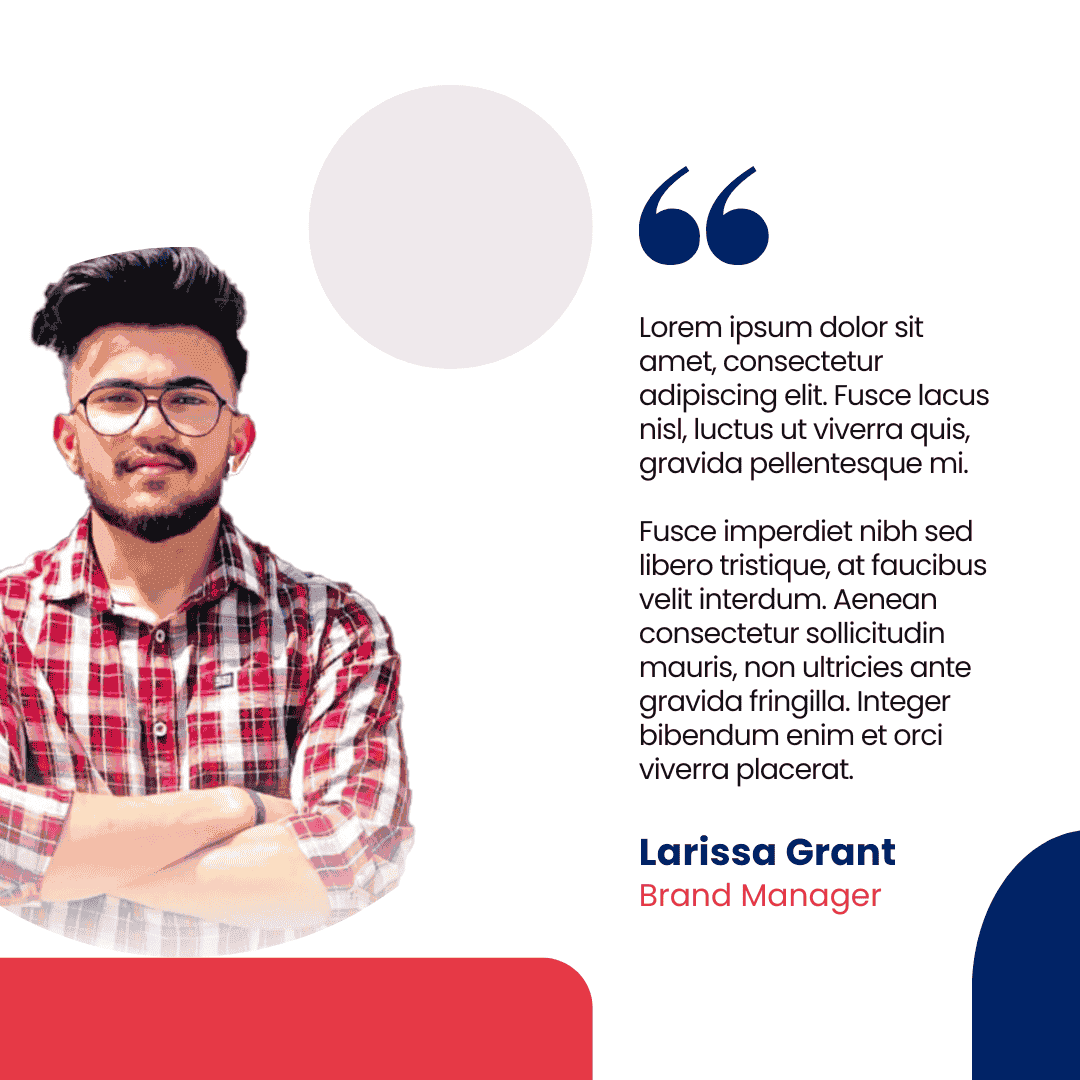 Lorem ipsum dolor sit
amet, consectetur
adipiscing elit. Fusce lacus
nisl, luctus ut viverra quis,
gravida pellentesque mi.
Fusce imperdiet nibh sed
libero tristique, at faucibus
velit interdum. Aenean
consectetur sollicitudin
mauris, non ultricies ante
gravida fringilla. Integer
bibendum enim et orci
viverra placerat.
Larissa Grant
Brand Manager